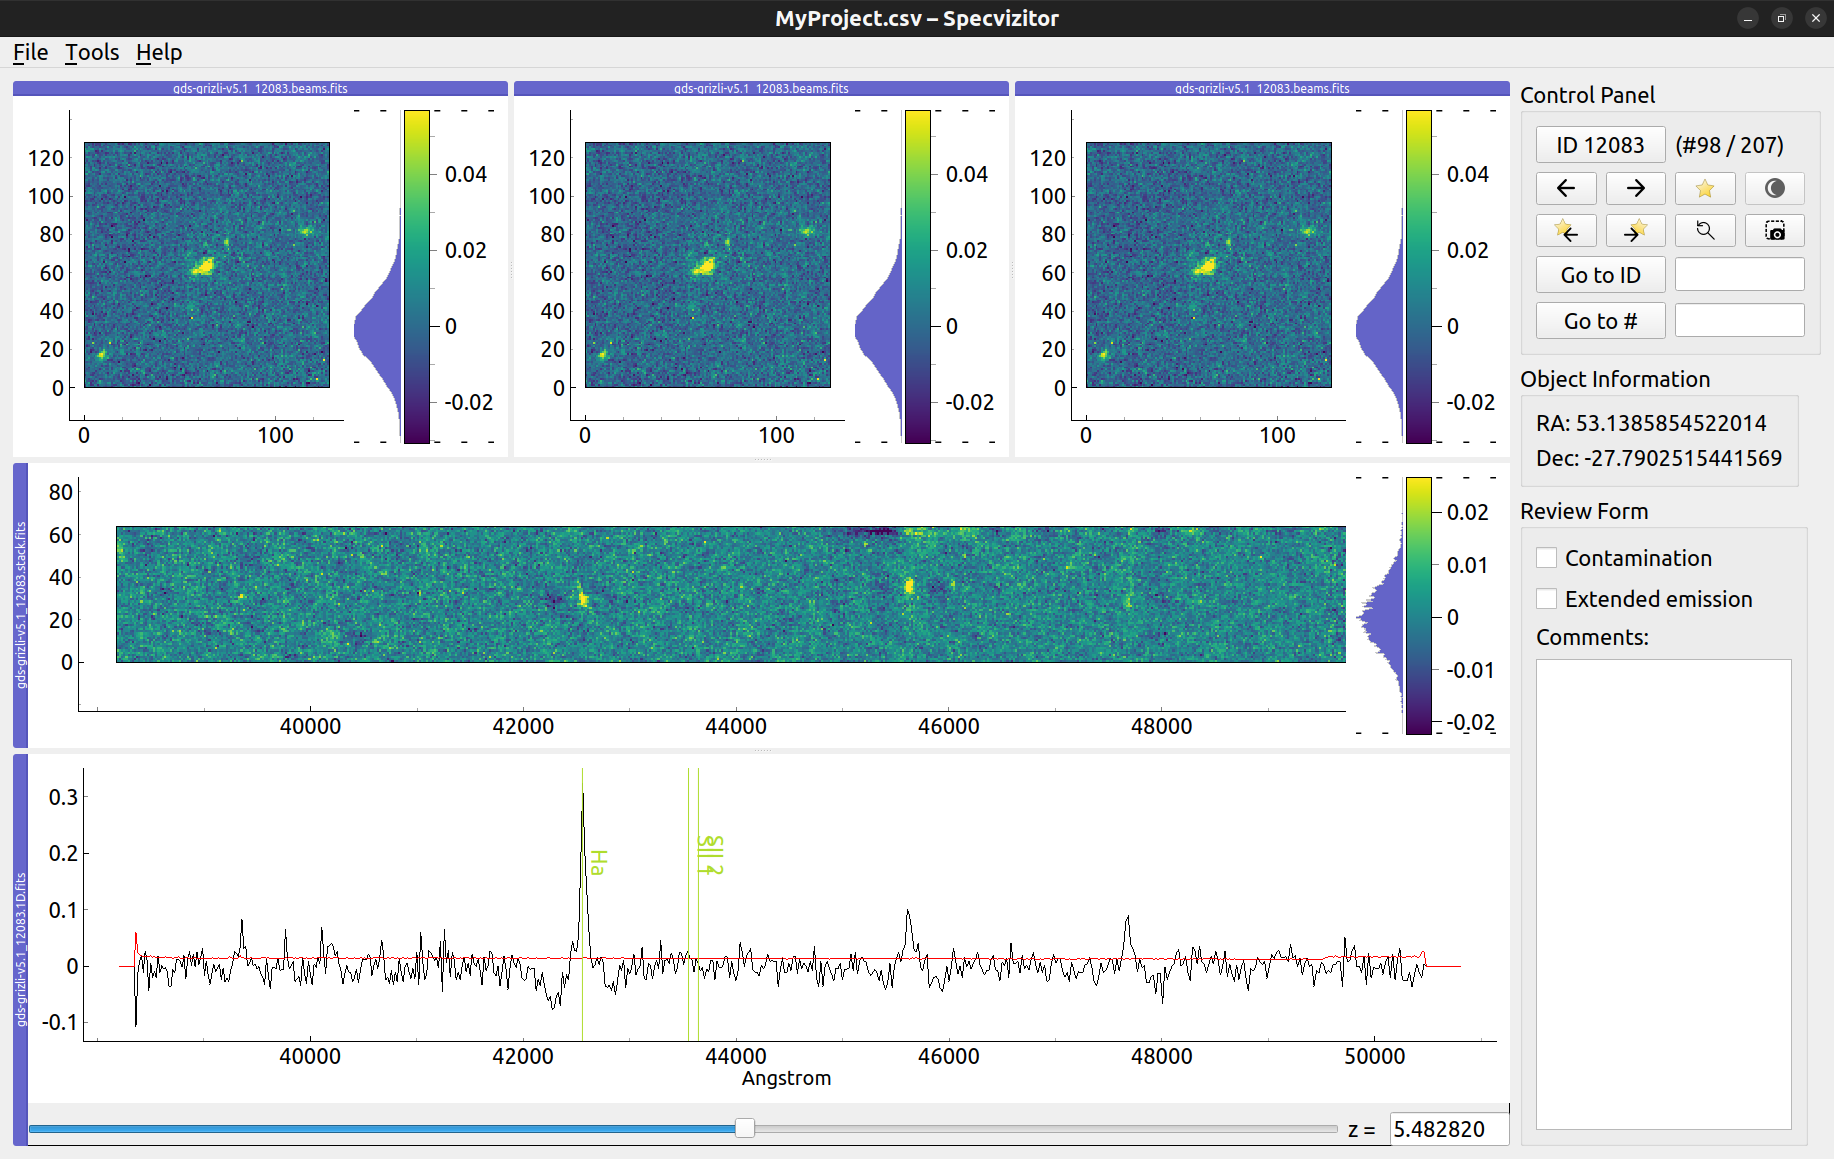 MyProject.csv – Specvizitor
File Tools Help
gds-grizli-v5.1_12083.beams.fits
120
100
80
60
40
20
0
0 100
0.04
0.02
0
-0.02
gds-grizli-v5.1_12083.beams.fits
120
100
80
60
40
20
0
0 100
0.04
0.02
0
-0.02
gds-grizli-v5.1_12083.beams.fits
120
100
80
60
40
20
0
0 100
0.04
0.02
0
-0.02
gds-grizli-v5.1_12083.stack.fits
80
60
40
20
0
40000 42000 44000 46000 48000
0.02
0.01
0
-0.01
-0.02
gds-grizli-v5.1_12083.1D.fits
0.3
0.2
0.1
0
-0.1
Ha
40000 42000 44000 46000 48000 50000
Angstrom
z = 5.482820
Control Panel
ID 12083 (#98 / 207)
Go to ID
Go to #
Object Information
RA: 53.1385854522014
Dec: -27.7902515441569
Review Form
Contamination
Extended emission
Comments: